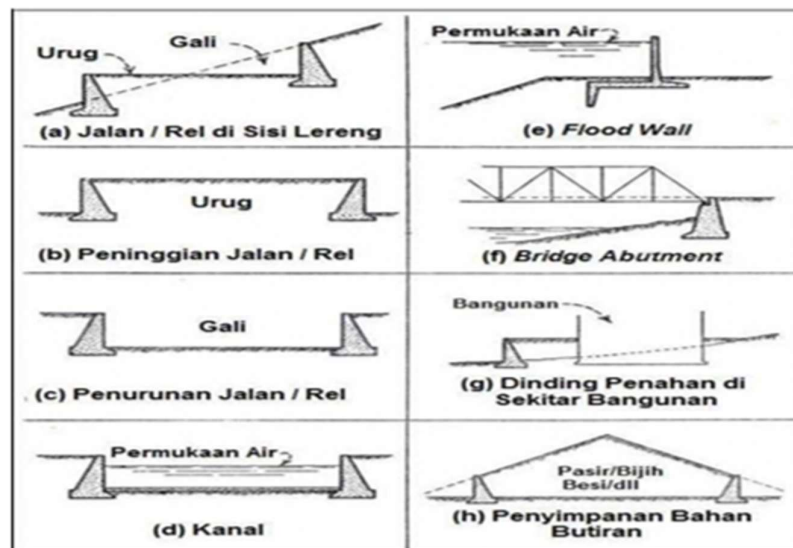 Urug
Gali
(a) Jalan / Rel di Sisi Lereng
Urug
(b) Peninggian Jalan / Rel
Gali
(c) Penurunan Jalan / Rel
Permukaan Air
(d) Kanal
Permukaan Air
(e) Flood Wall
(f) Bridge Abutment
Bangunan
(g) Dinding Penahan di
Sekitar Bangunan
Pasir/Bijih
Besi/dll
(h) Penyimpanan Bahan
Butiran